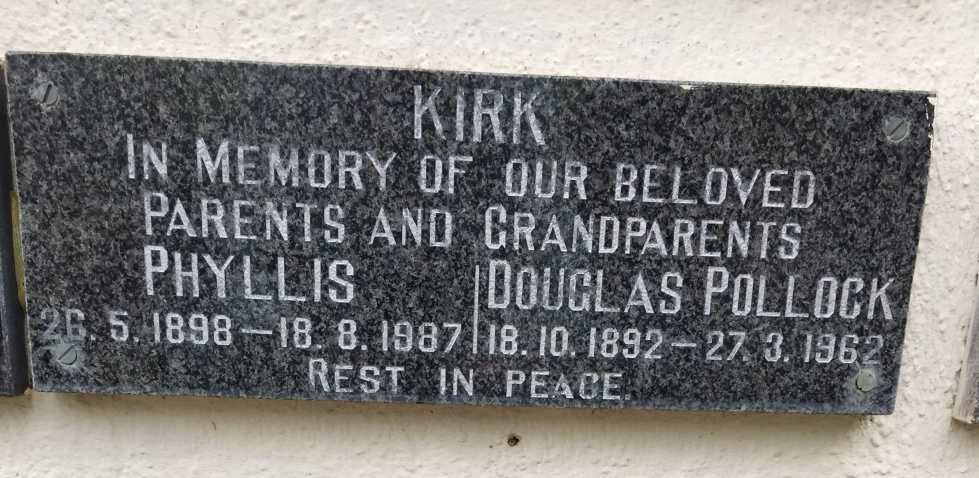 KIRK
IN MEMORY OF OUR BELOVED
PARENTS AND GRANDPARENTS
PHYLLIS DOUGLAS POLLOCK
26. 5. 1898 – 18. 8. 1987 18. 10. 1892 – 27. 3. 1962
REST IN PEACE.